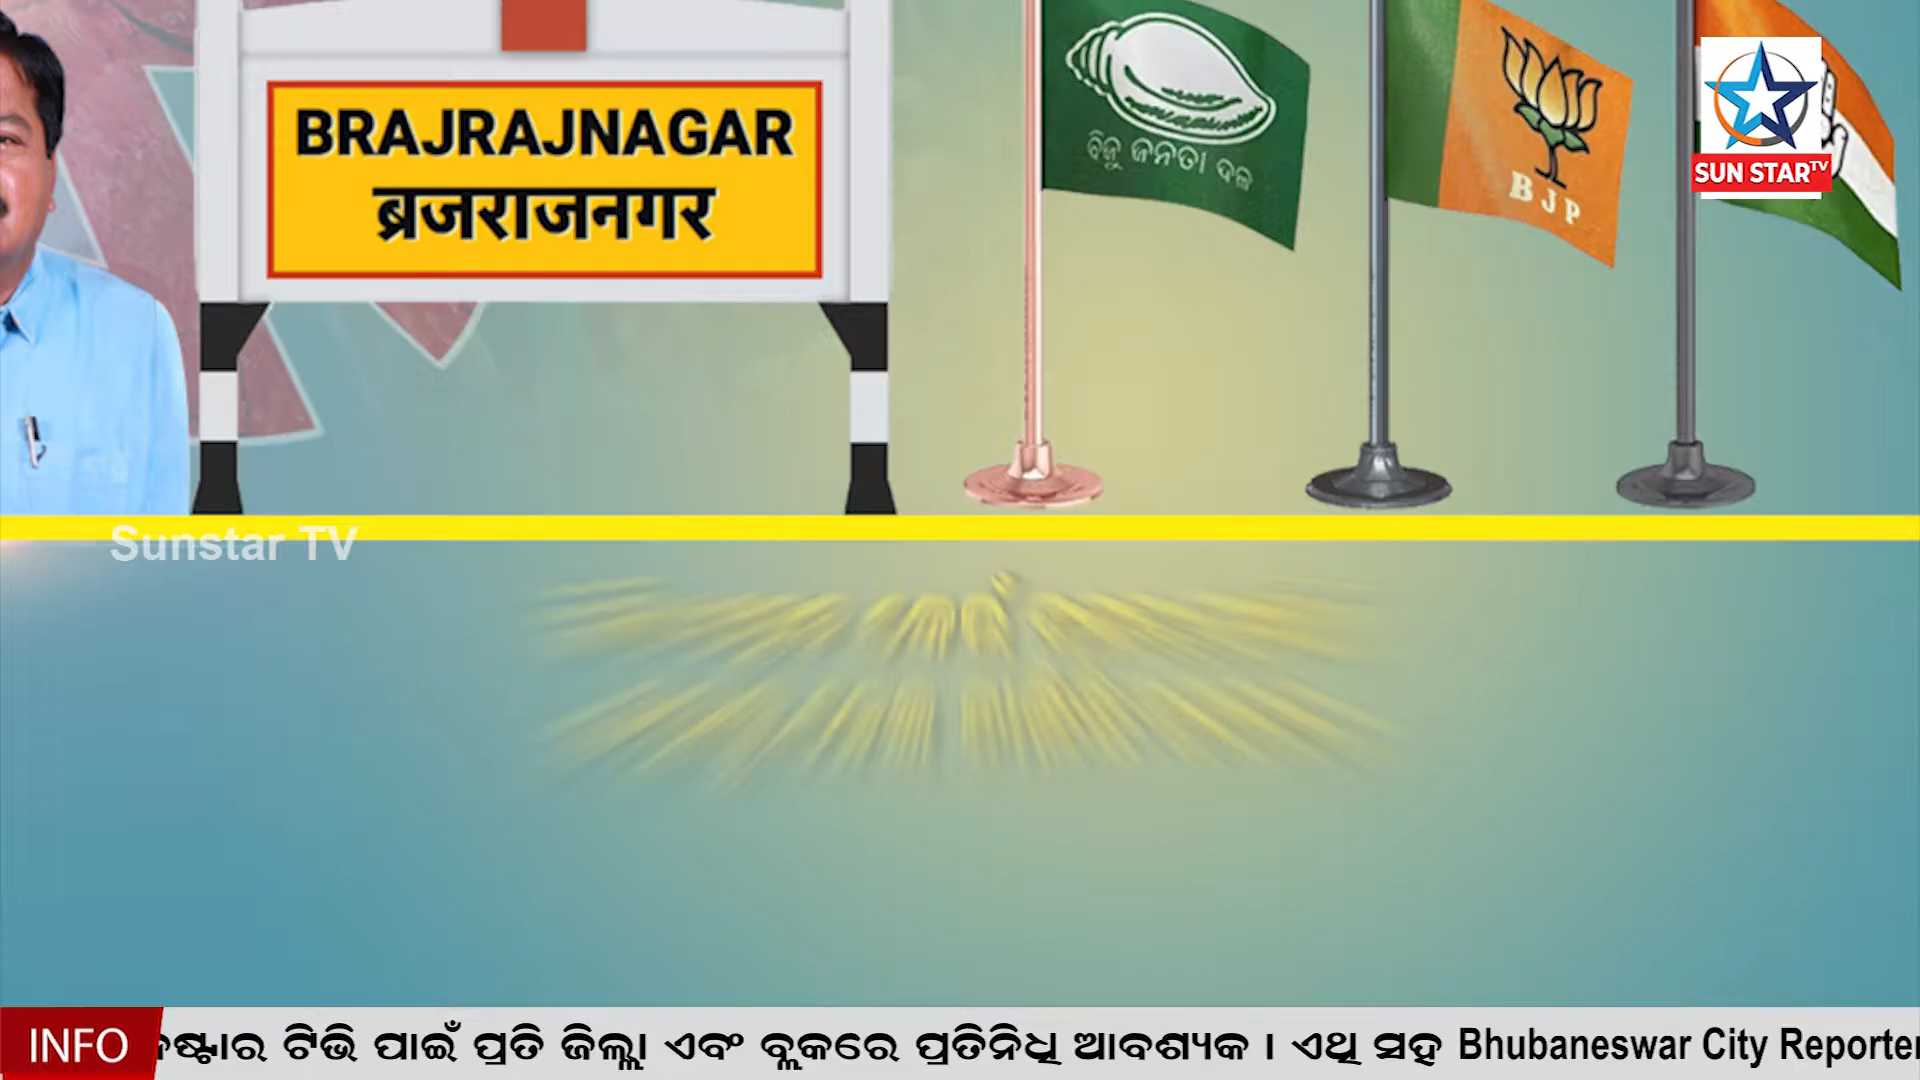 BRAJRAJNAGAR
ब्रजराजनगर
ବିଜୁ ଜନତା ଦଳ
BJP
SUN STAR TV
Sunstar TV
INFO
ଷ୍ଟାର ଟିଭି ପାଇଁ ପ୍ରତି ଜିଲ୍ଲା ଏବଂ ବ୍ଲକରେ ପ୍ରତିନିଧି ଆବଶ୍ୟକ । ଏଥି ସହ Bhubaneswar City Reporter